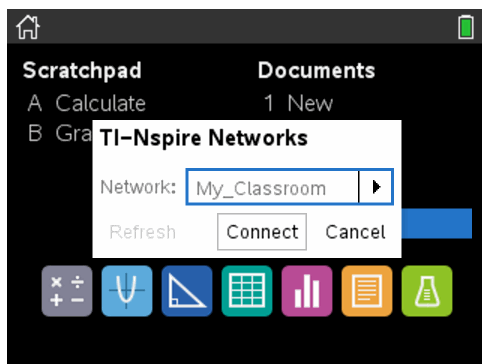 Scratchpad Documents
A Calculate 1 New
B Gra
TI-Nspire Networks
Network: My_Classroom
Refresh Connect Cancel